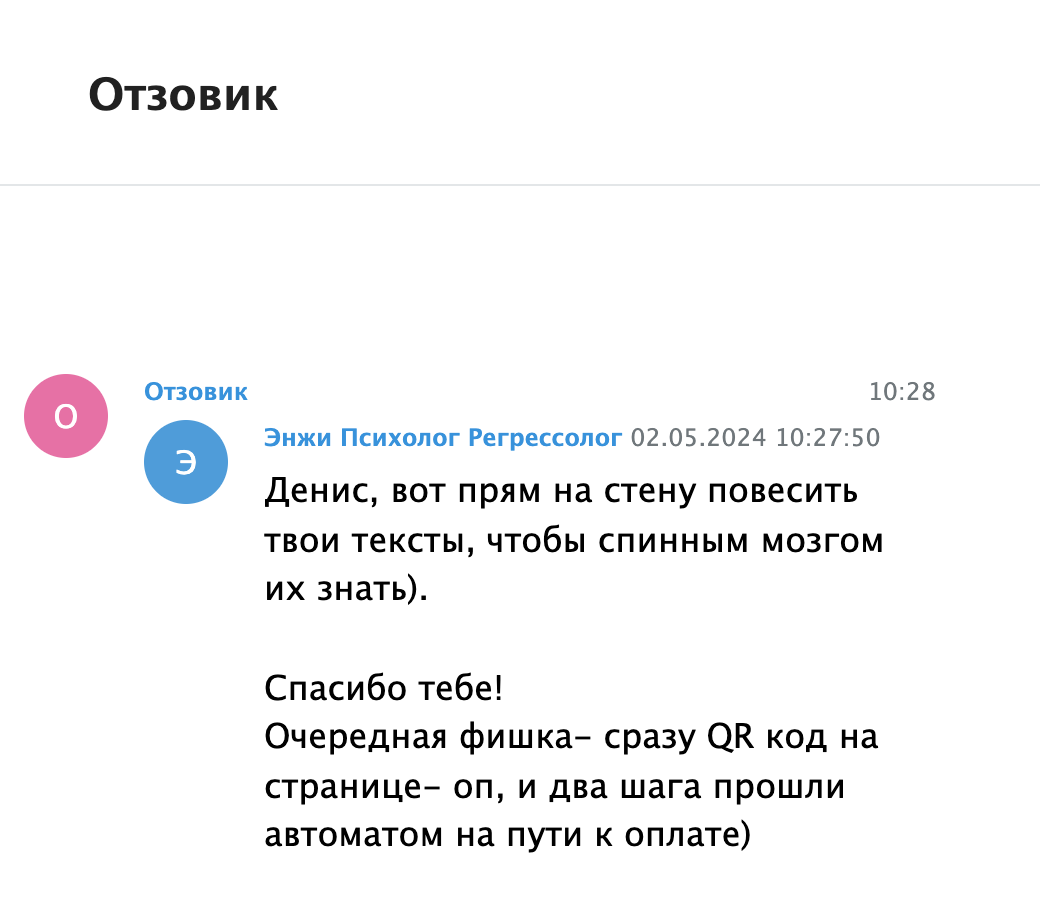 Отзовик
О
Отзовик 10:28
Э
Энжи Психолог Регрессолог 02.05.2024 10:27:50
Денис, вот прям на стену повесить
твои тексты, чтобы спинным мозгом
их знать).
Спасибо тебе!
Очередная фишка– сразу QR код на
странице– оп, и два шага прошли
автоматом на пути к оплате)